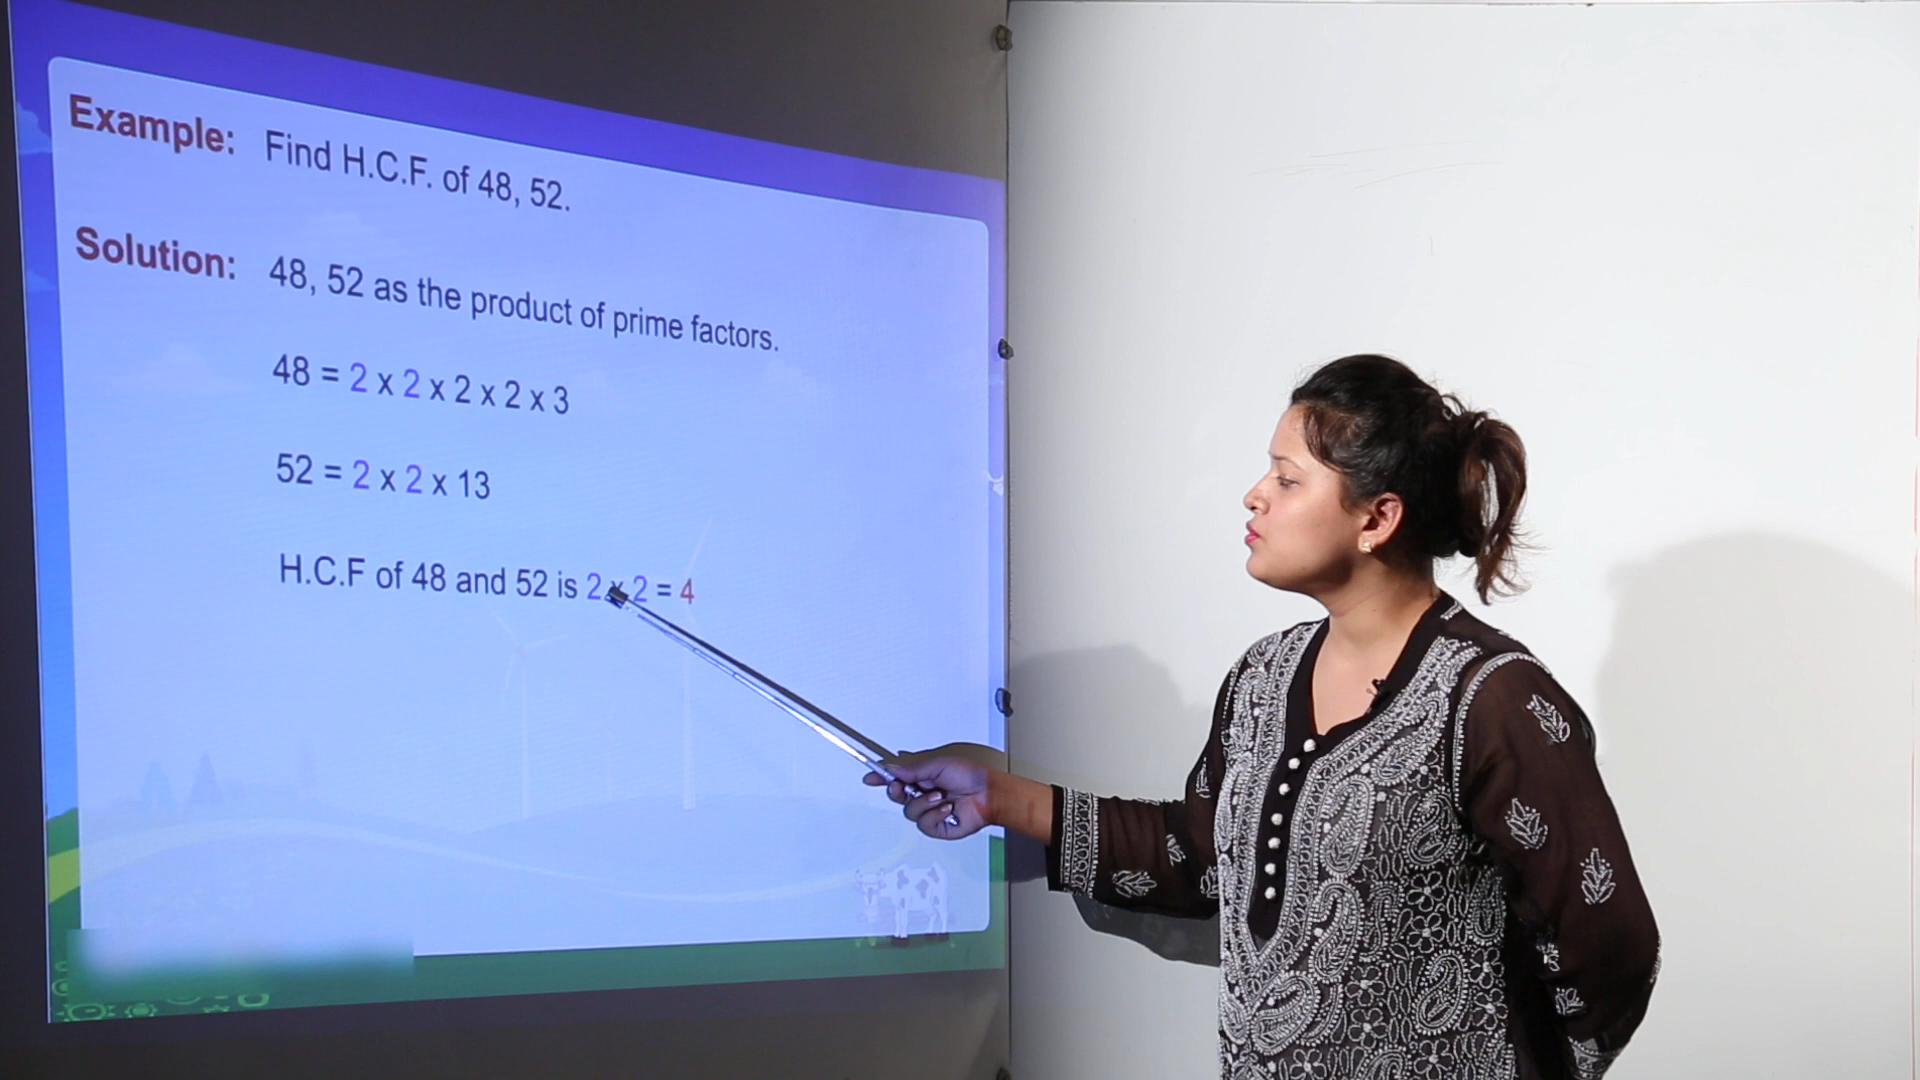 Example: Find H.C.F. of 48, 52.
Solution: 48, 52 as the product of prime factors.
48 = 2 x 2 x 2 x 2 x 3
52 = 2 x 2 x 13
H.C.F of 48 and 52 is 2 x 2 = 4